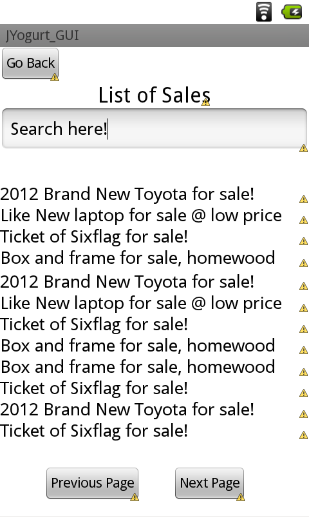 JYogurt_GUI
Go Back
List of Sales
Search here!
2012 Brand New Toyota for sale!
Like New laptop for sale @ low price
Ticket of Sixflag for sale!
Box and frame for sale, homewood
2012 Brand New Toyota for sale!
Like New laptop for sale @ low price
Ticket of Sixflag for sale!
Box and frame for sale, homewood
Box and frame for sale, homewood
Ticket of Sixflag for sale!
2012 Brand New Toyota for sale!
Ticket of Sixflag for sale!
Previous Page
Next Page